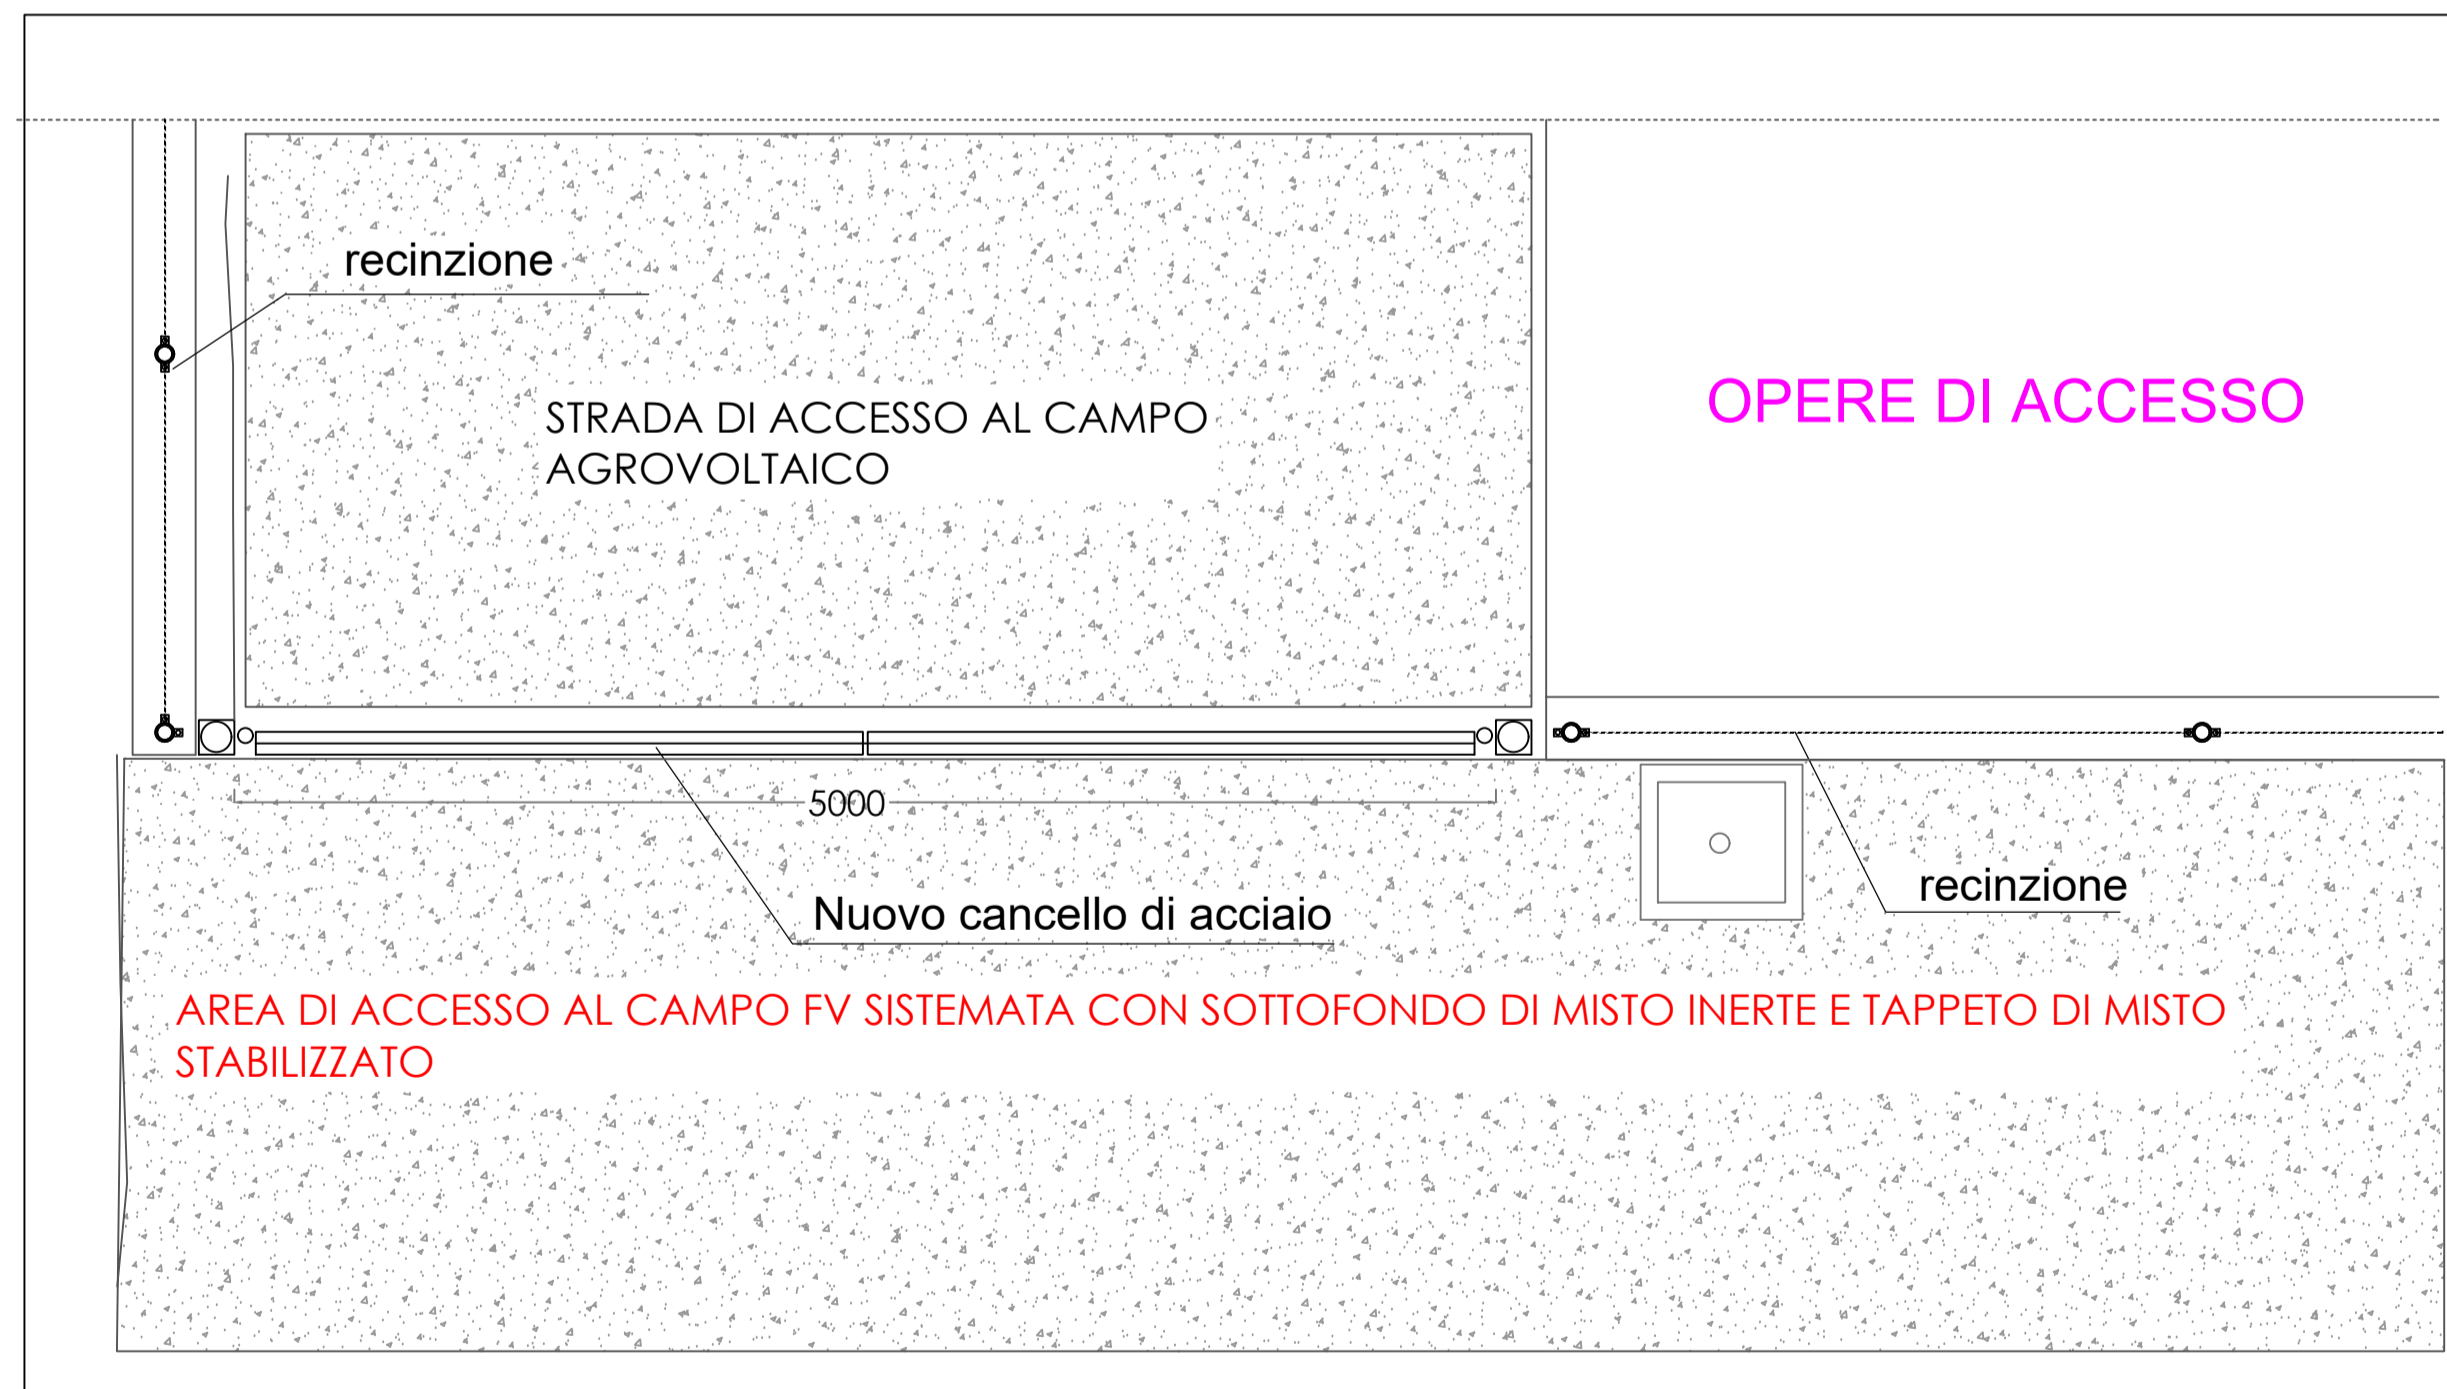 recinzione
STRADA DI ACCESSO AL CAMPO
AGROVOLTAICO
OPERE DI ACCESSO
5000
Nuovo cancello di acciaio
recinzione
AREA DI ACCESSO AL CAMPO FV SISTEMATA CON SOTTOFONDO DI MISTO INERTE E TAPPETO DI MISTO
STABILIZZATO